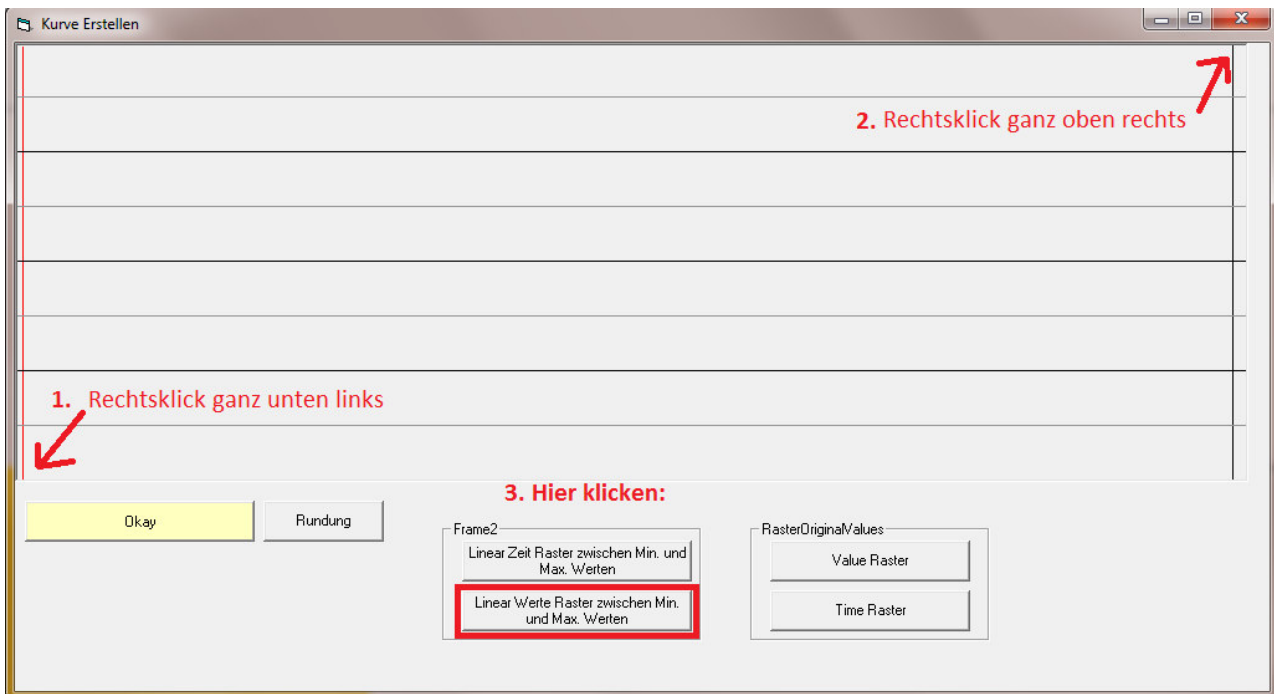 Kurve Erstellen
2. Rechtsklick ganz oben rechts
1. Rechtsklick ganz unten links
3. Hier klicken:
Okay
Rundung
Frame2
Linear Zeit Raster zwischen Min. und
Max. Werten
Linear Werte Raster zwischen Min.
und Max. Werten
RasterOriginalValues
Value Raster
Time Raster